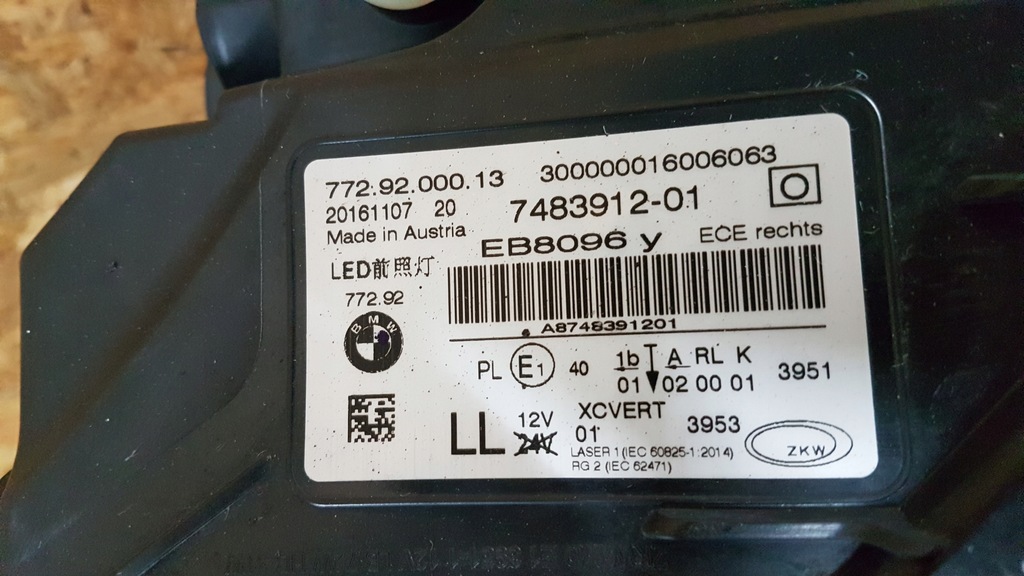 772.92.000.13 300000016006063
20161107 20 7483912-01
Made in Austria EB8096 y ECE rechts
LED前照灯
772.92
BMW
A8748391201
PL E1 40 1b A RL K
01 02 00 01 3951
LL 12V XCVERT
24V 01 3953
LASER 1 (IEC 60825-1:2014)
RG 2 (IEC 62471)
ZKW